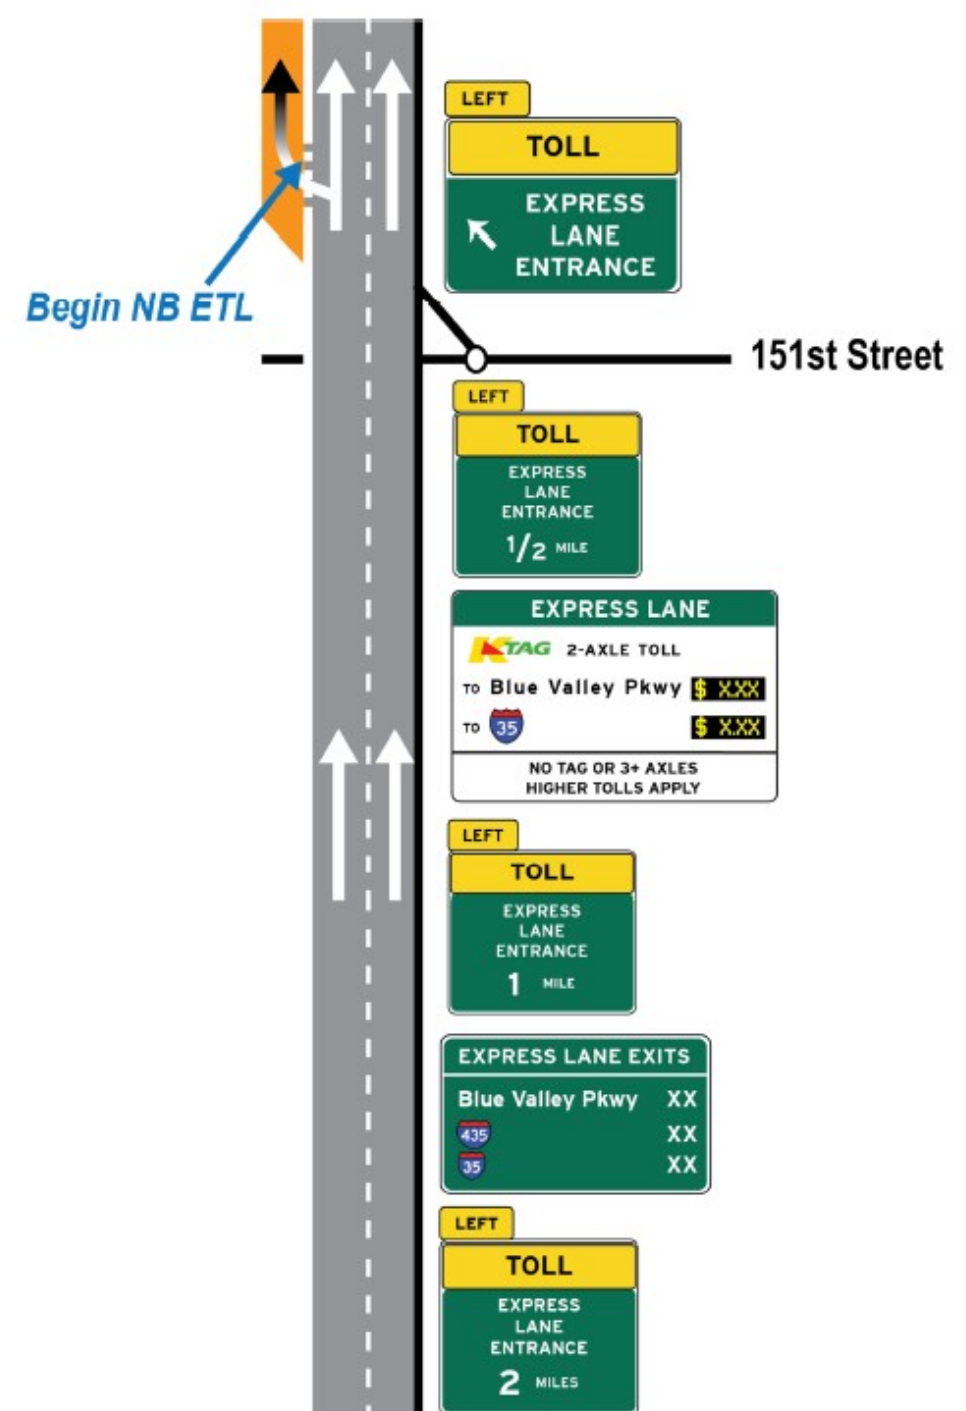 LEFT
TOLL
EXPRESS
LANE
ENTRANCE
Begin NB ETL
151st Street
LEFT
TOLL
EXPRESS
LANE
ENTRANCE
1/2 MILE
EXPRESS LANE
KTAG 2-AXLE TOLL
TO Blue Valley Pkwy $ X.XX
TO 35 $ X.XX
NO TAG OR 3+ AXLES
HIGHER TOLLS APPLY
LEFT
TOLL
EXPRESS
LANE
ENTRANCE
1 MILE
EXPRESS LANE EXITS
Blue Valley Pkwy XX
435 XX
35 XX
LEFT
TOLL
EXPRESS
LANE
ENTRANCE
2 MILES